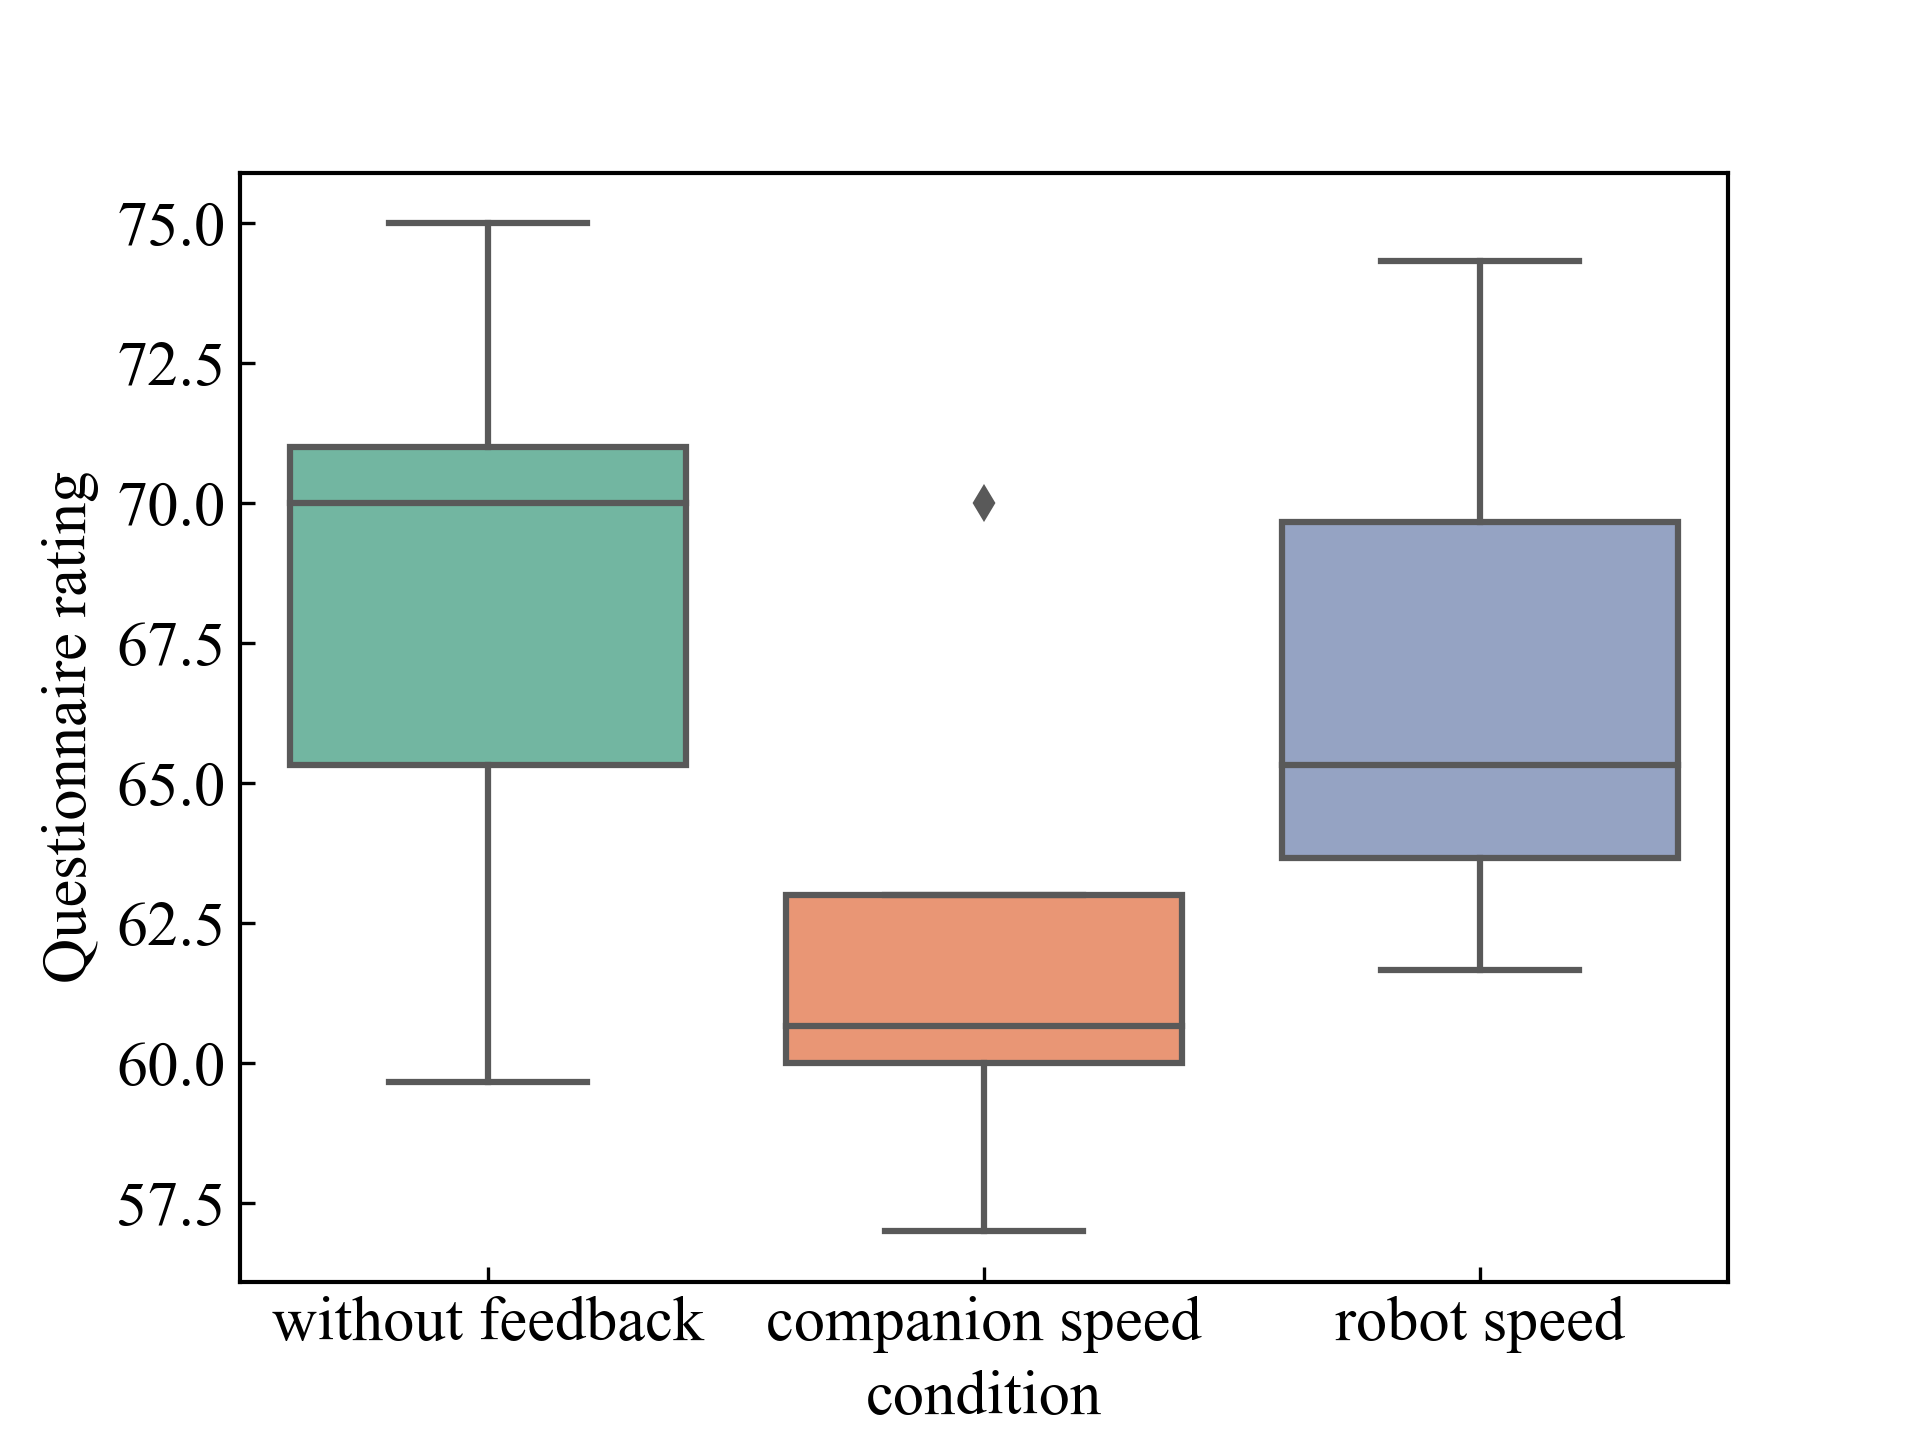 Questionnaire rating
75.0
72.5
70.0
67.5
65.0
62.5
60.0
57.5
without feedback
companion speed
robot speed
condition